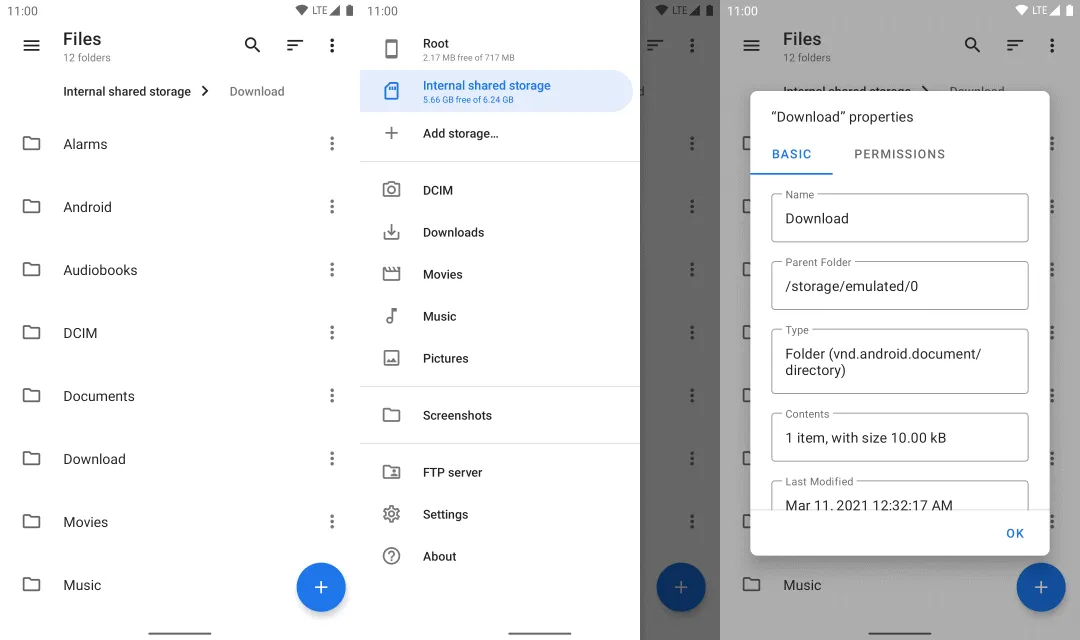 11:00
LTE
Files
12 folders
Internal shared storage
Download
Alarms
Android
Audiobooks
DCIM
Documents
Download
Movies
Music
11:00
LTE
Root
2.17 MB free of 717 MB
Internal shared storage
5.66 GB free of 6.24 GB
Add storage…
DCIM
Downloads
Movies
Music
Pictures
Screenshots
FTP server
Settings
About
11:00
LTE
Files
12 folders
Internal shared storage
Download
“Download” properties
BASIC
PERMISSIONS
Name
Download
Parent Folder
/storage/emulated/0
Type
Folder (vnd.android.document/
directory)
Contents
1 item, with size 10.00 kB
Last Modified
Mar 11, 2021 12:32:17 AM
OK
Music